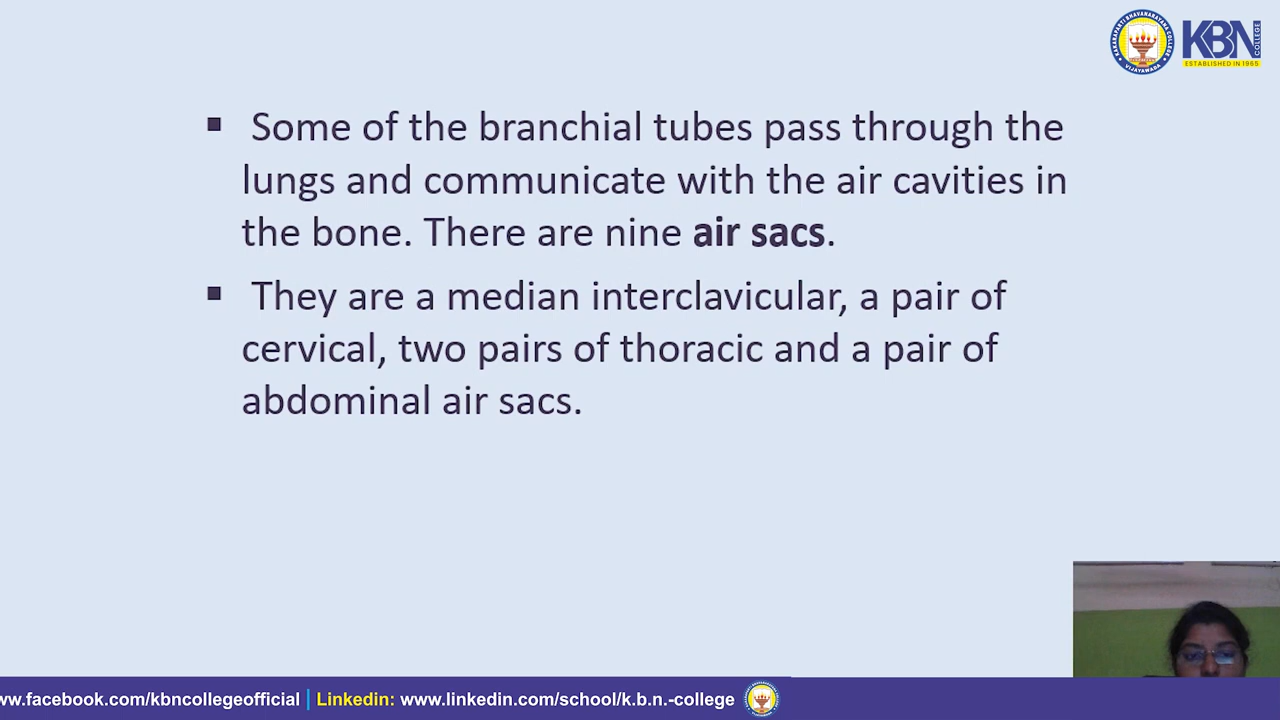 KBN
COLLEGE
ESTABLISHED IN 1965
▪ Some of the branchial tubes pass through the
lungs and communicate with the air cavities in
the bone. There are nine air sacs.
▪ They are a median interclavicular, a pair of
cervical, two pairs of thoracic and a pair of
abdominal air sacs.
ww.facebook.com/kbncollegeofficial | Linkedin: www.linkedin.com/school/k.b.n.-college